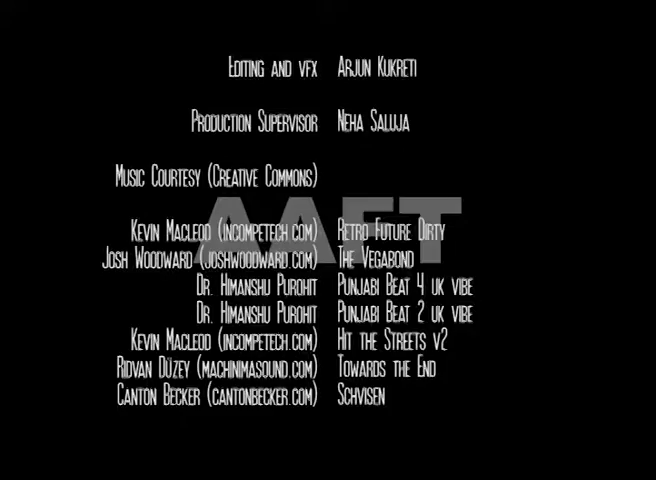 Editing and VFX Arjun Kukreti
Production Supervisor Neha Saluja
Music Courtesy (Creative Commons)
AAFT
Kevin Macleod (incompetech.com) Retro Future Dirty
Josh Woodward (joshwoodward.com) The Vegabond
Dr. Himanshu Purohit Punjabi Beat 4 UK Vibe
Dr. Himanshu Purohit Punjabi Beat 2 UK Vibe
Kevin Macleod (incompetech.com) Hit the Streets v2
Ridvan Düzey (machinimasound.com) Towards the End
Canton Becker (cantonbecker.com) Schvisen